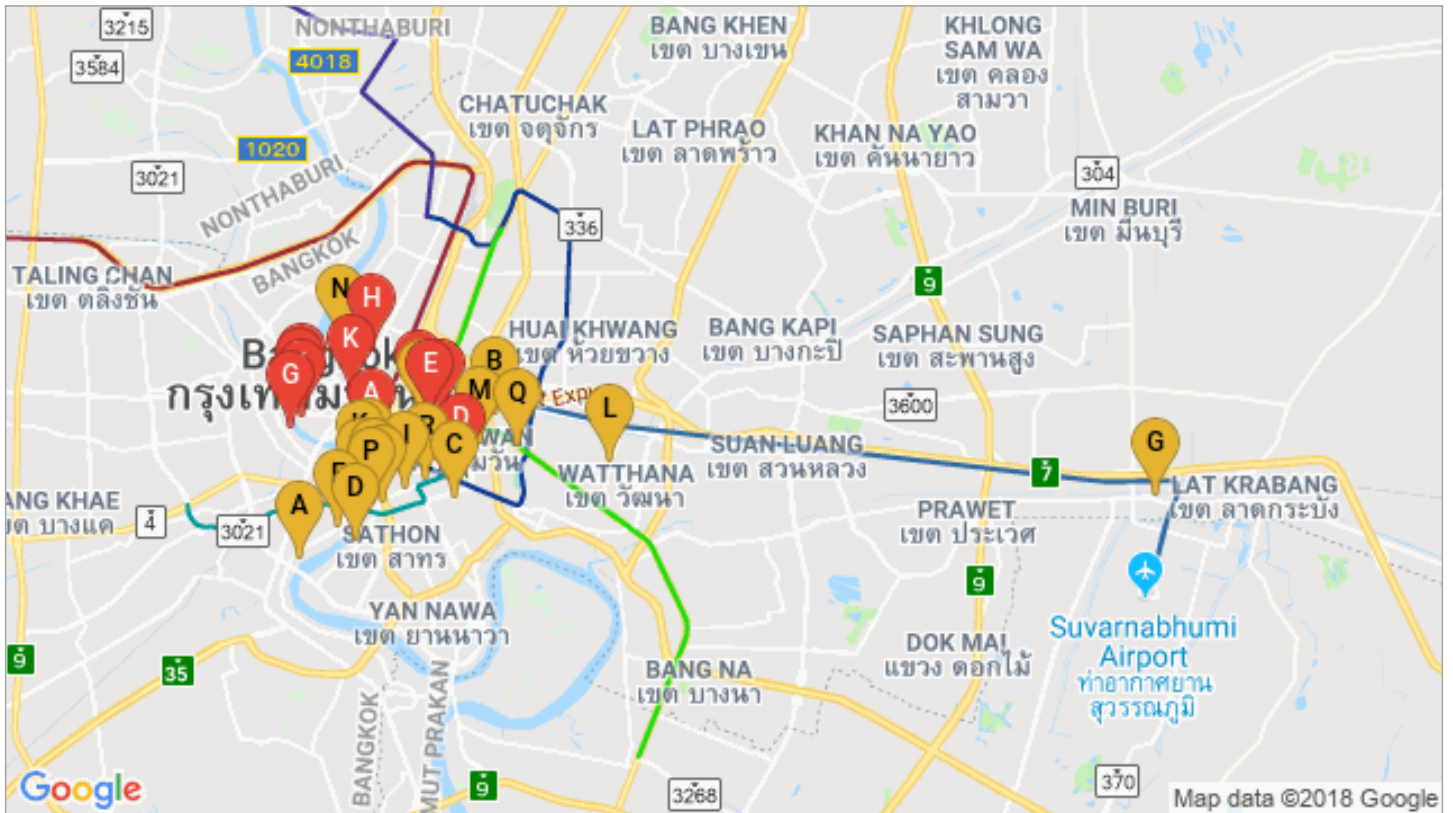 3215
NONTHABURI
BANG KHEN
เขต บางเขน
KHLONG
SAM WA
เขต คลอง
สามวา
4018
3584
CHATUCHAK
เขต จตุจักร
LAT PHRAO
เขต ลาดพร้าว
KHAN NA YAO
เขต คันนายาว
1020
3021
304
NONTHABURI
MIN BURI
เขต มีนบุรี
336
BANGKOK
TALING CHAN
เขต ตลิ่งชัน
9
N
H
K
HUAI KHWANG
เขต ห้วยขวาง
BANG KAPI
เขต บางกะปิ
SAPHAN SUNG
เขต สะพานสูง
B
E
G
A
M
Q
L
3600
D
I
C
G
P
SUAN LUANG
เขต สวนหลวง
WATTHANA
เขต วัฒนา
7
LAT KRABANG
เขต ลาดกระบัง
ANG KHAE
ขต บางแค
4
3021
A
D
SATHON
เขต สาทร
PRAWET
เขต ประเวศ
9
YAN NAWA
เขต ยานนาวา
DOK MAI
แขวง ดอกไม้
Suvarnabhumi
Airport
ท่าอากาศยาน
สุวรรณภูมิ
9
35
BANG NA
เขต บางนา
BANGKOK
MUT PRAKAN
Google
9
3268
370
Map data ©2018 Google